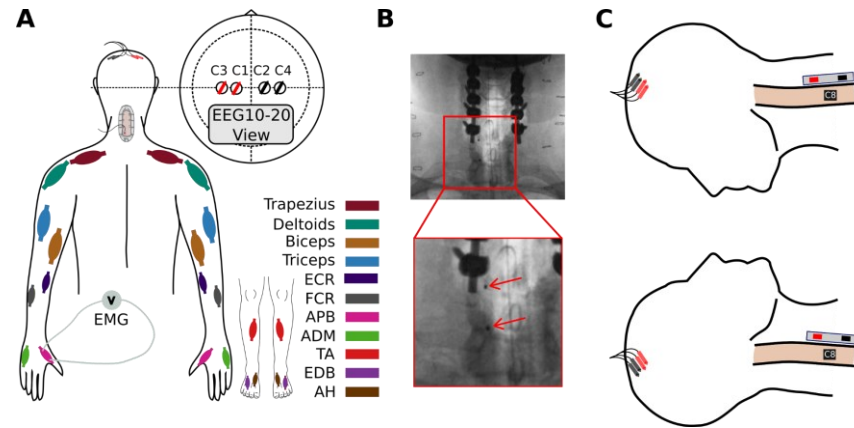 A
C3 C1 C2 C4
EEG10-20
View
Trapezius
Deltoids
Biceps
Triceps
ECR
FCR
APB
ADM
TA
EDB
AH
V
EMG
B
C
C8
C8